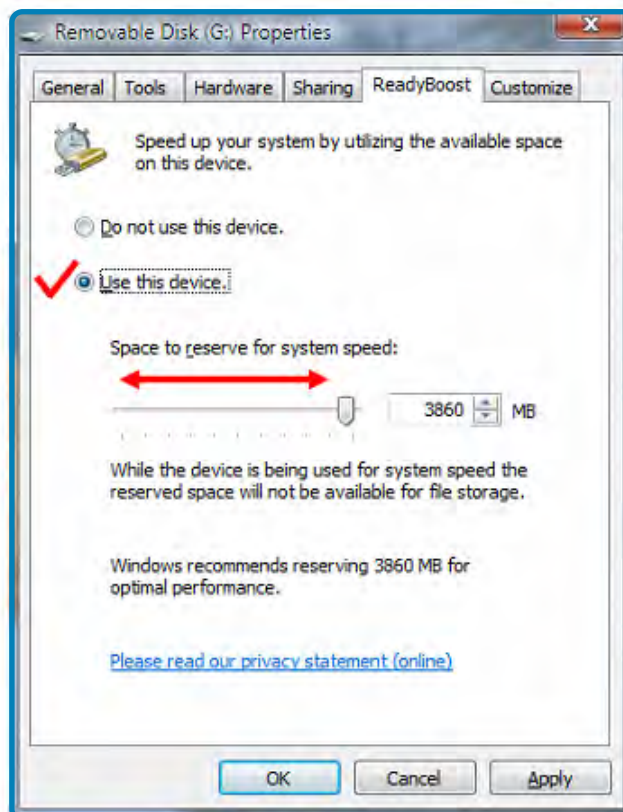 Removable Disk (G:) Properties
General Tools Hardware Sharing ReadyBoost Customize
Speed up your system by utilizing the available space
on this device.
Do not use this device.
Use this device.
Space to reserve for system speed:
3860 MB
While the device is being used for system speed the
reserved space will not be available for file storage.
Windows recommends reserving 3860 MB for
optimal performance.
Please read our privacy statement (online)
OK Cancel Apply